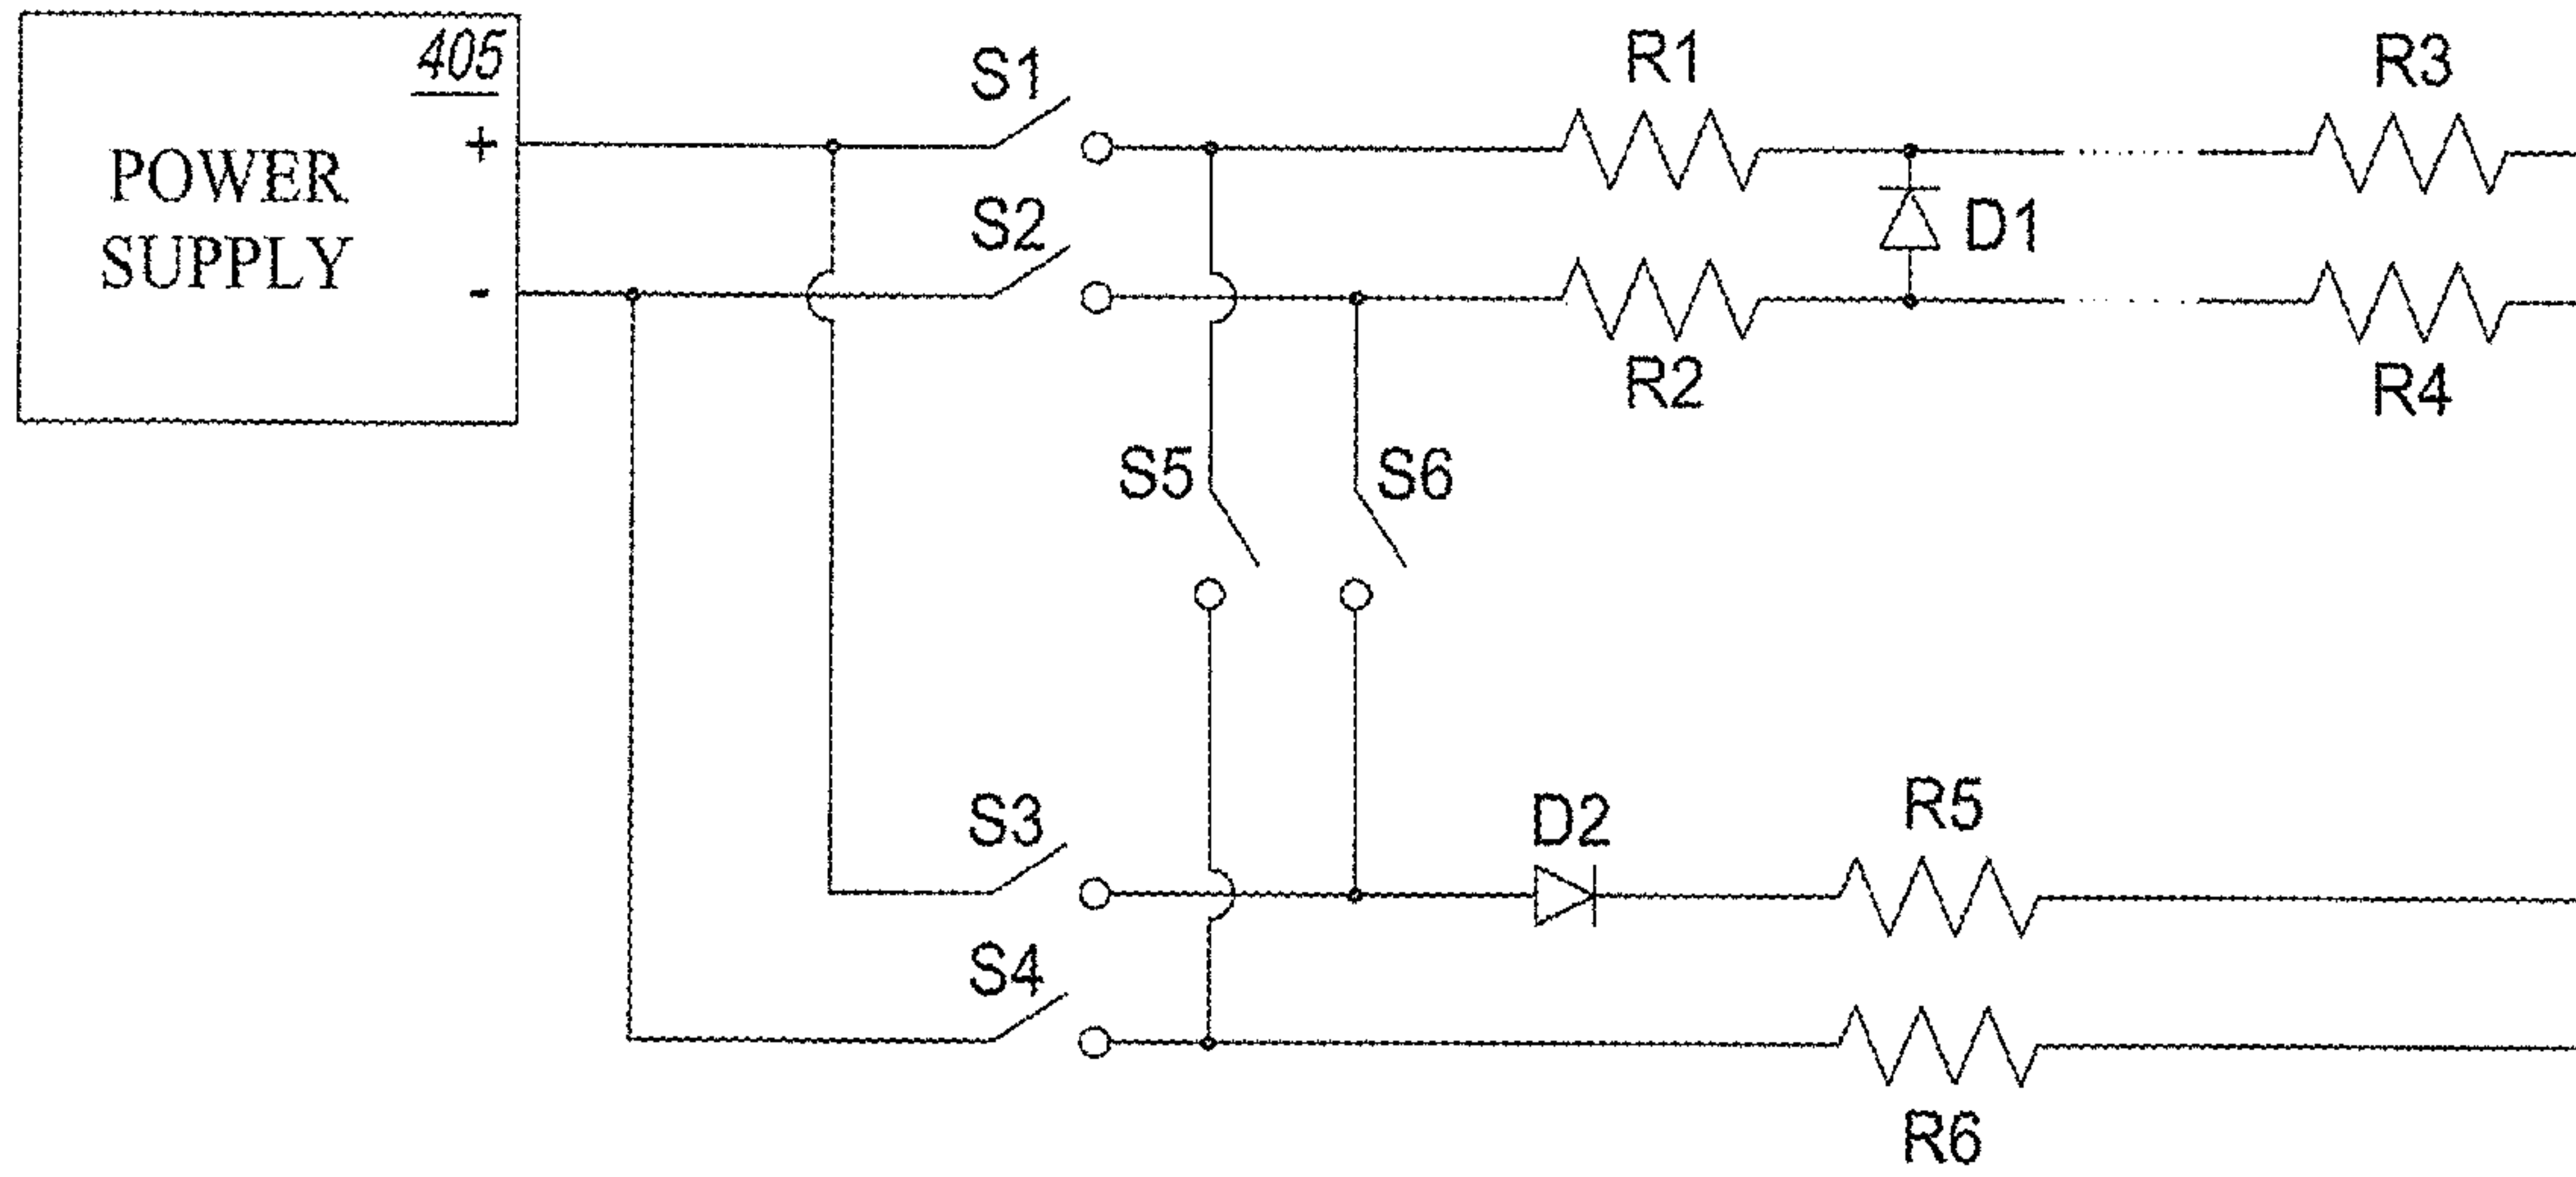 405
+
POWER
SUPPLY
-
S1
S2
R1
R3
D1
R2
R4
S5
S6
S3
D2
R5
S4
R6